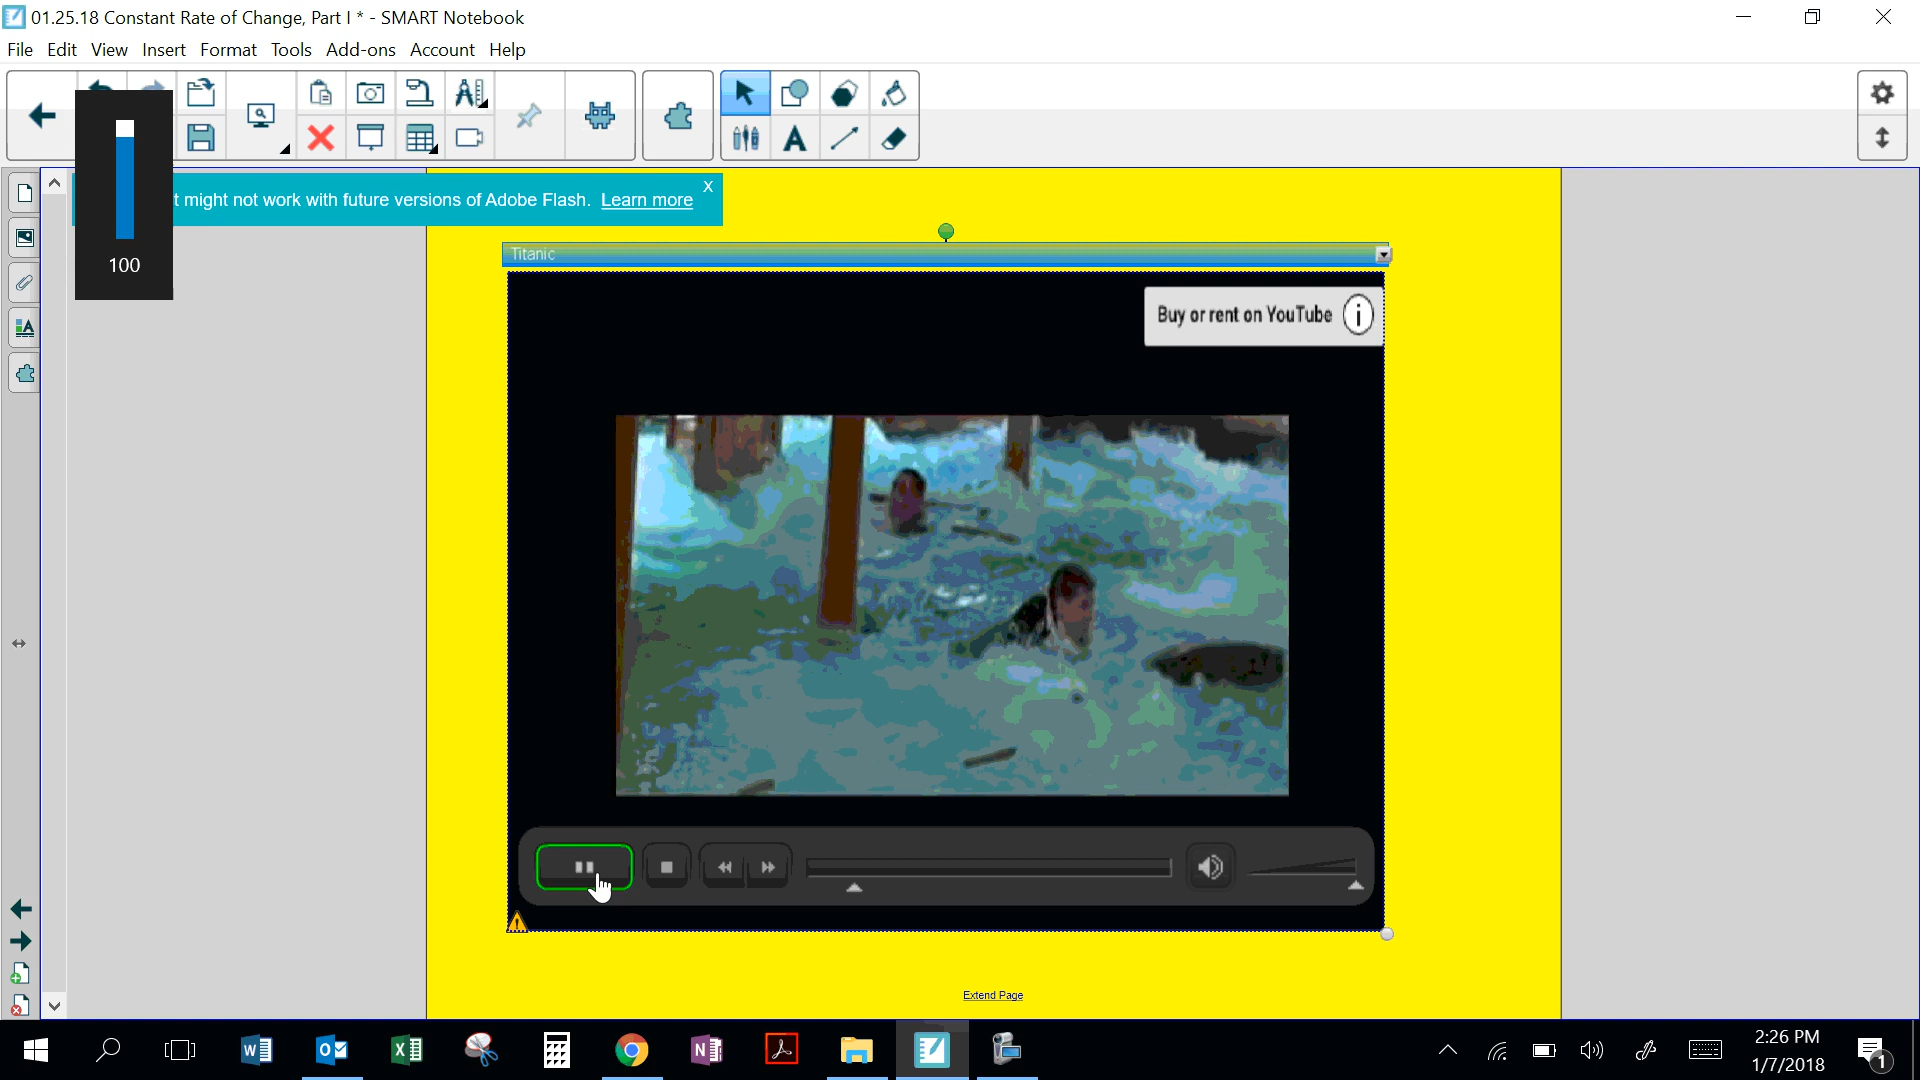 01.25.18 Constant Rate of Change, Part I * - SMART Notebook
File Edit View Insert Format Tools Add-ons Account Help
100
t might not work with future versions of Adobe Flash. Learn more X
Titanic
Buy or rent on YouTube i
Extend Page
2:26 PM
1/7/2018
1